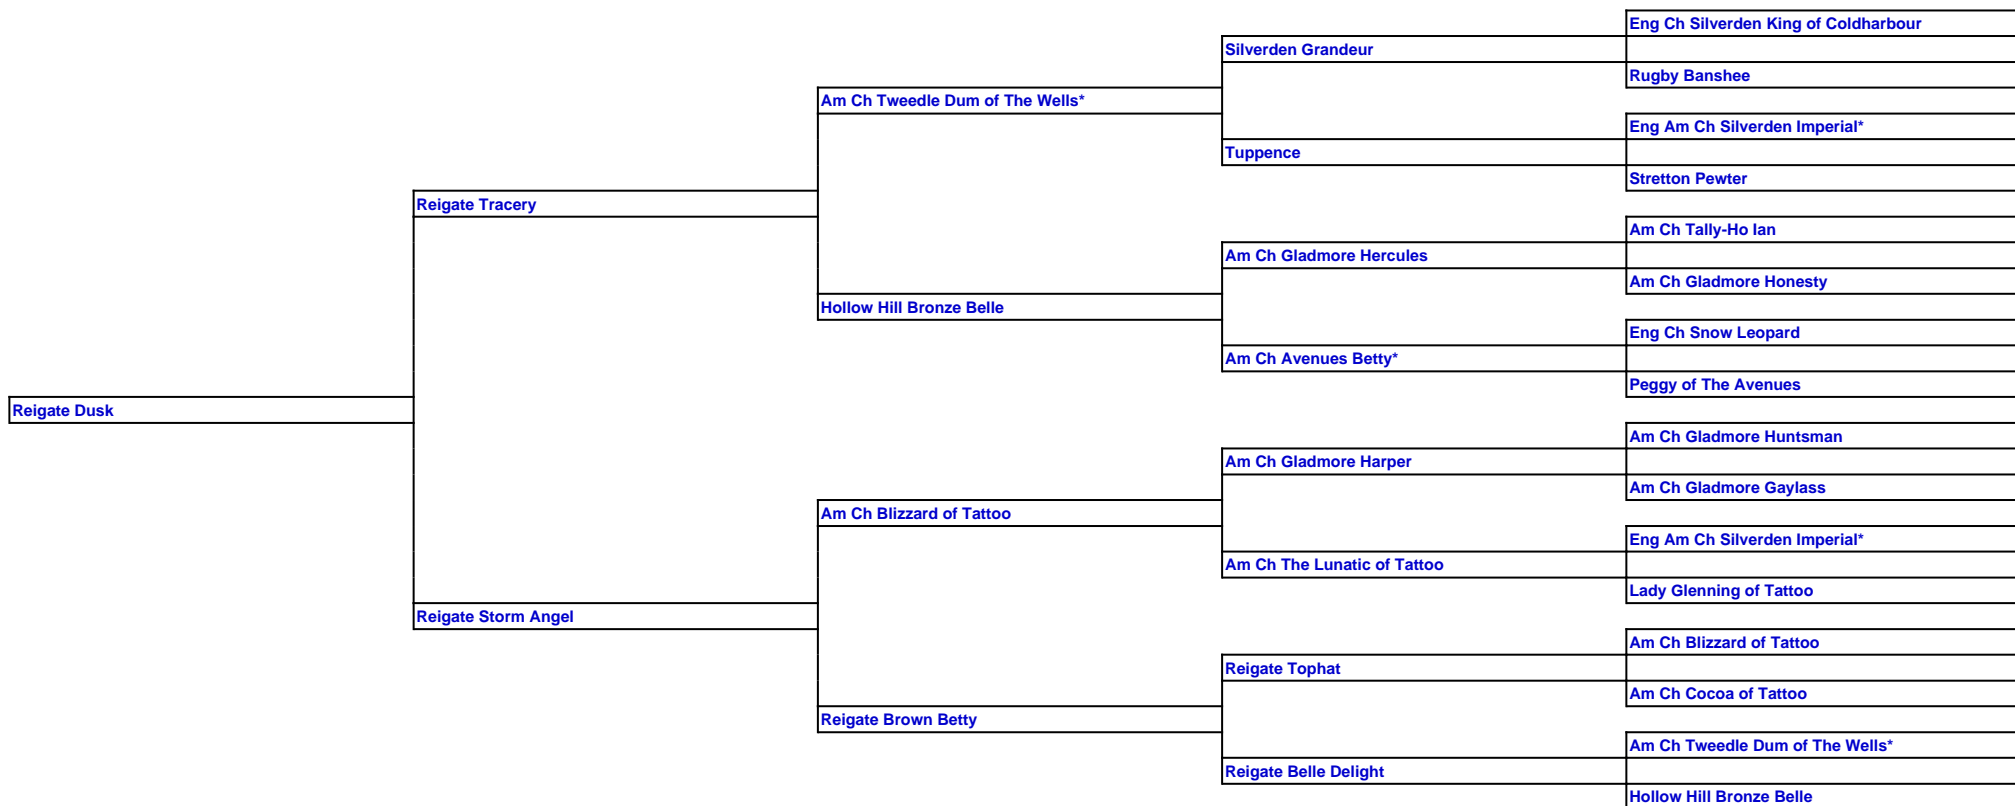 Eng Ch Silverden King of Coldharbour
Silverden Grandeur
Rugby Banshee
Am Ch Tweedle Dum of The Wells*
Eng Am Ch Silverden Imperial*
Tuppence
Stretton Pewter
Reigate Tracery
Am Ch Tally-Ho Ian
Am Ch Gladmore Hercules
Am Ch Gladmore Honesty
Hollow Hill Bronze Belle
Eng Ch Snow Leopard
Am Ch Avenues Betty*
Peggy of The Avenues
Reigate Dusk
Am Ch Gladmore Huntsman
Am Ch Gladmore Harper
Am Ch Gladmore Gaylass
Am Ch Blizzard of Tattoo
Eng Am Ch Silverden Imperial*
Am Ch The Lunatic of Tattoo
Lady Glenning of Tattoo
Reigate Storm Angel
Am Ch Blizzard of Tattoo
Reigate Tophat
Am Ch Cocoa of Tattoo
Reigate Brown Betty
Am Ch Tweedle Dum of The Wells*
Reigate Belle Delight
Hollow Hill Bronze Belle